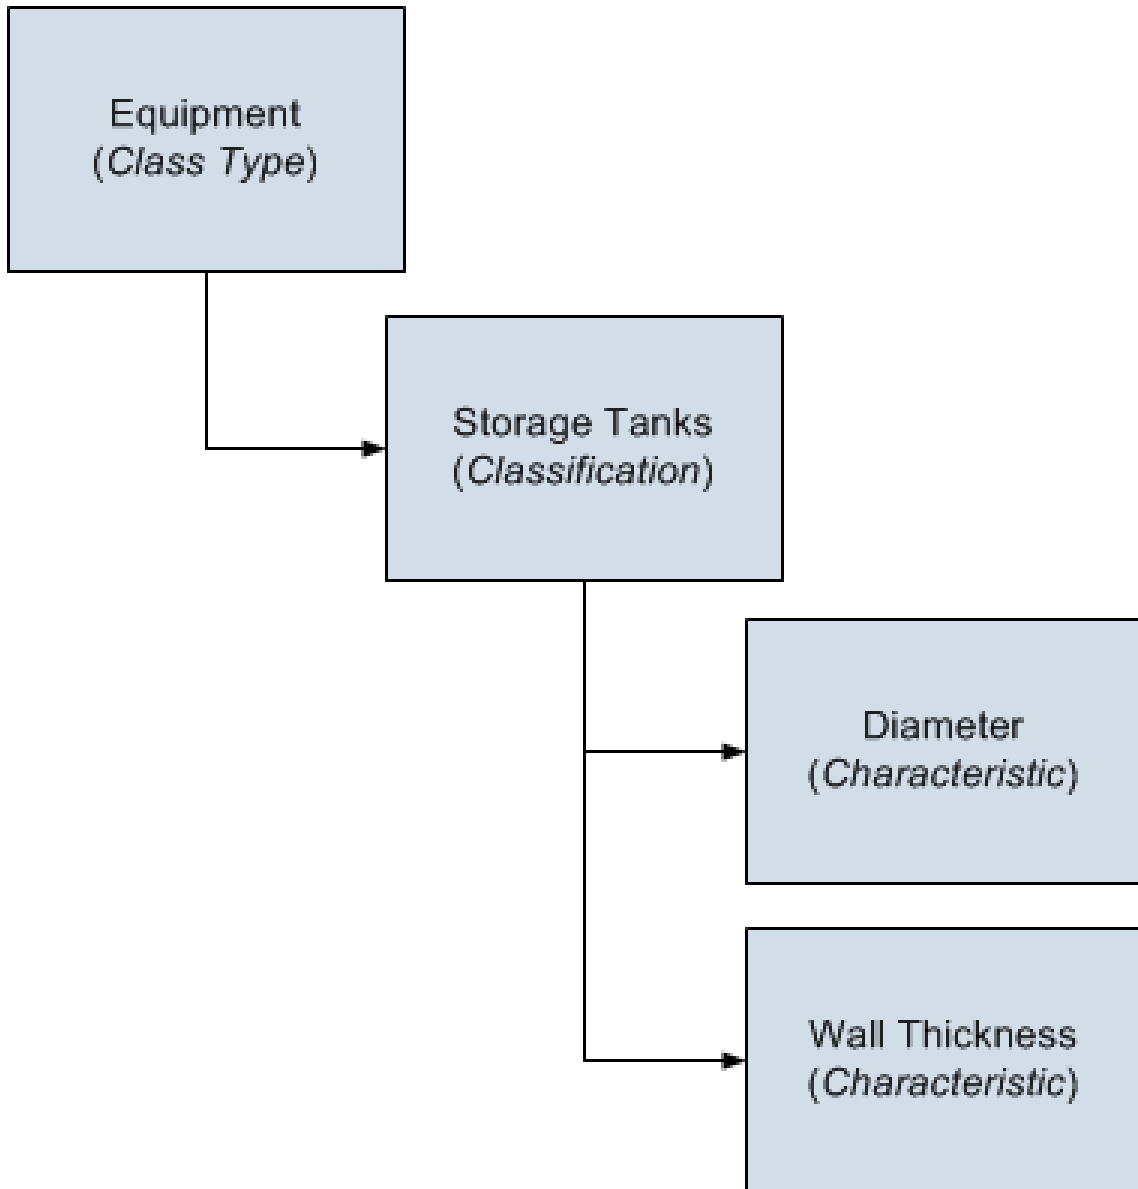 Equipment
(Class Type)
Storage Tanks
(Classification)
Diameter
(Characteristic)
Wall Thickness
(Characteristic)